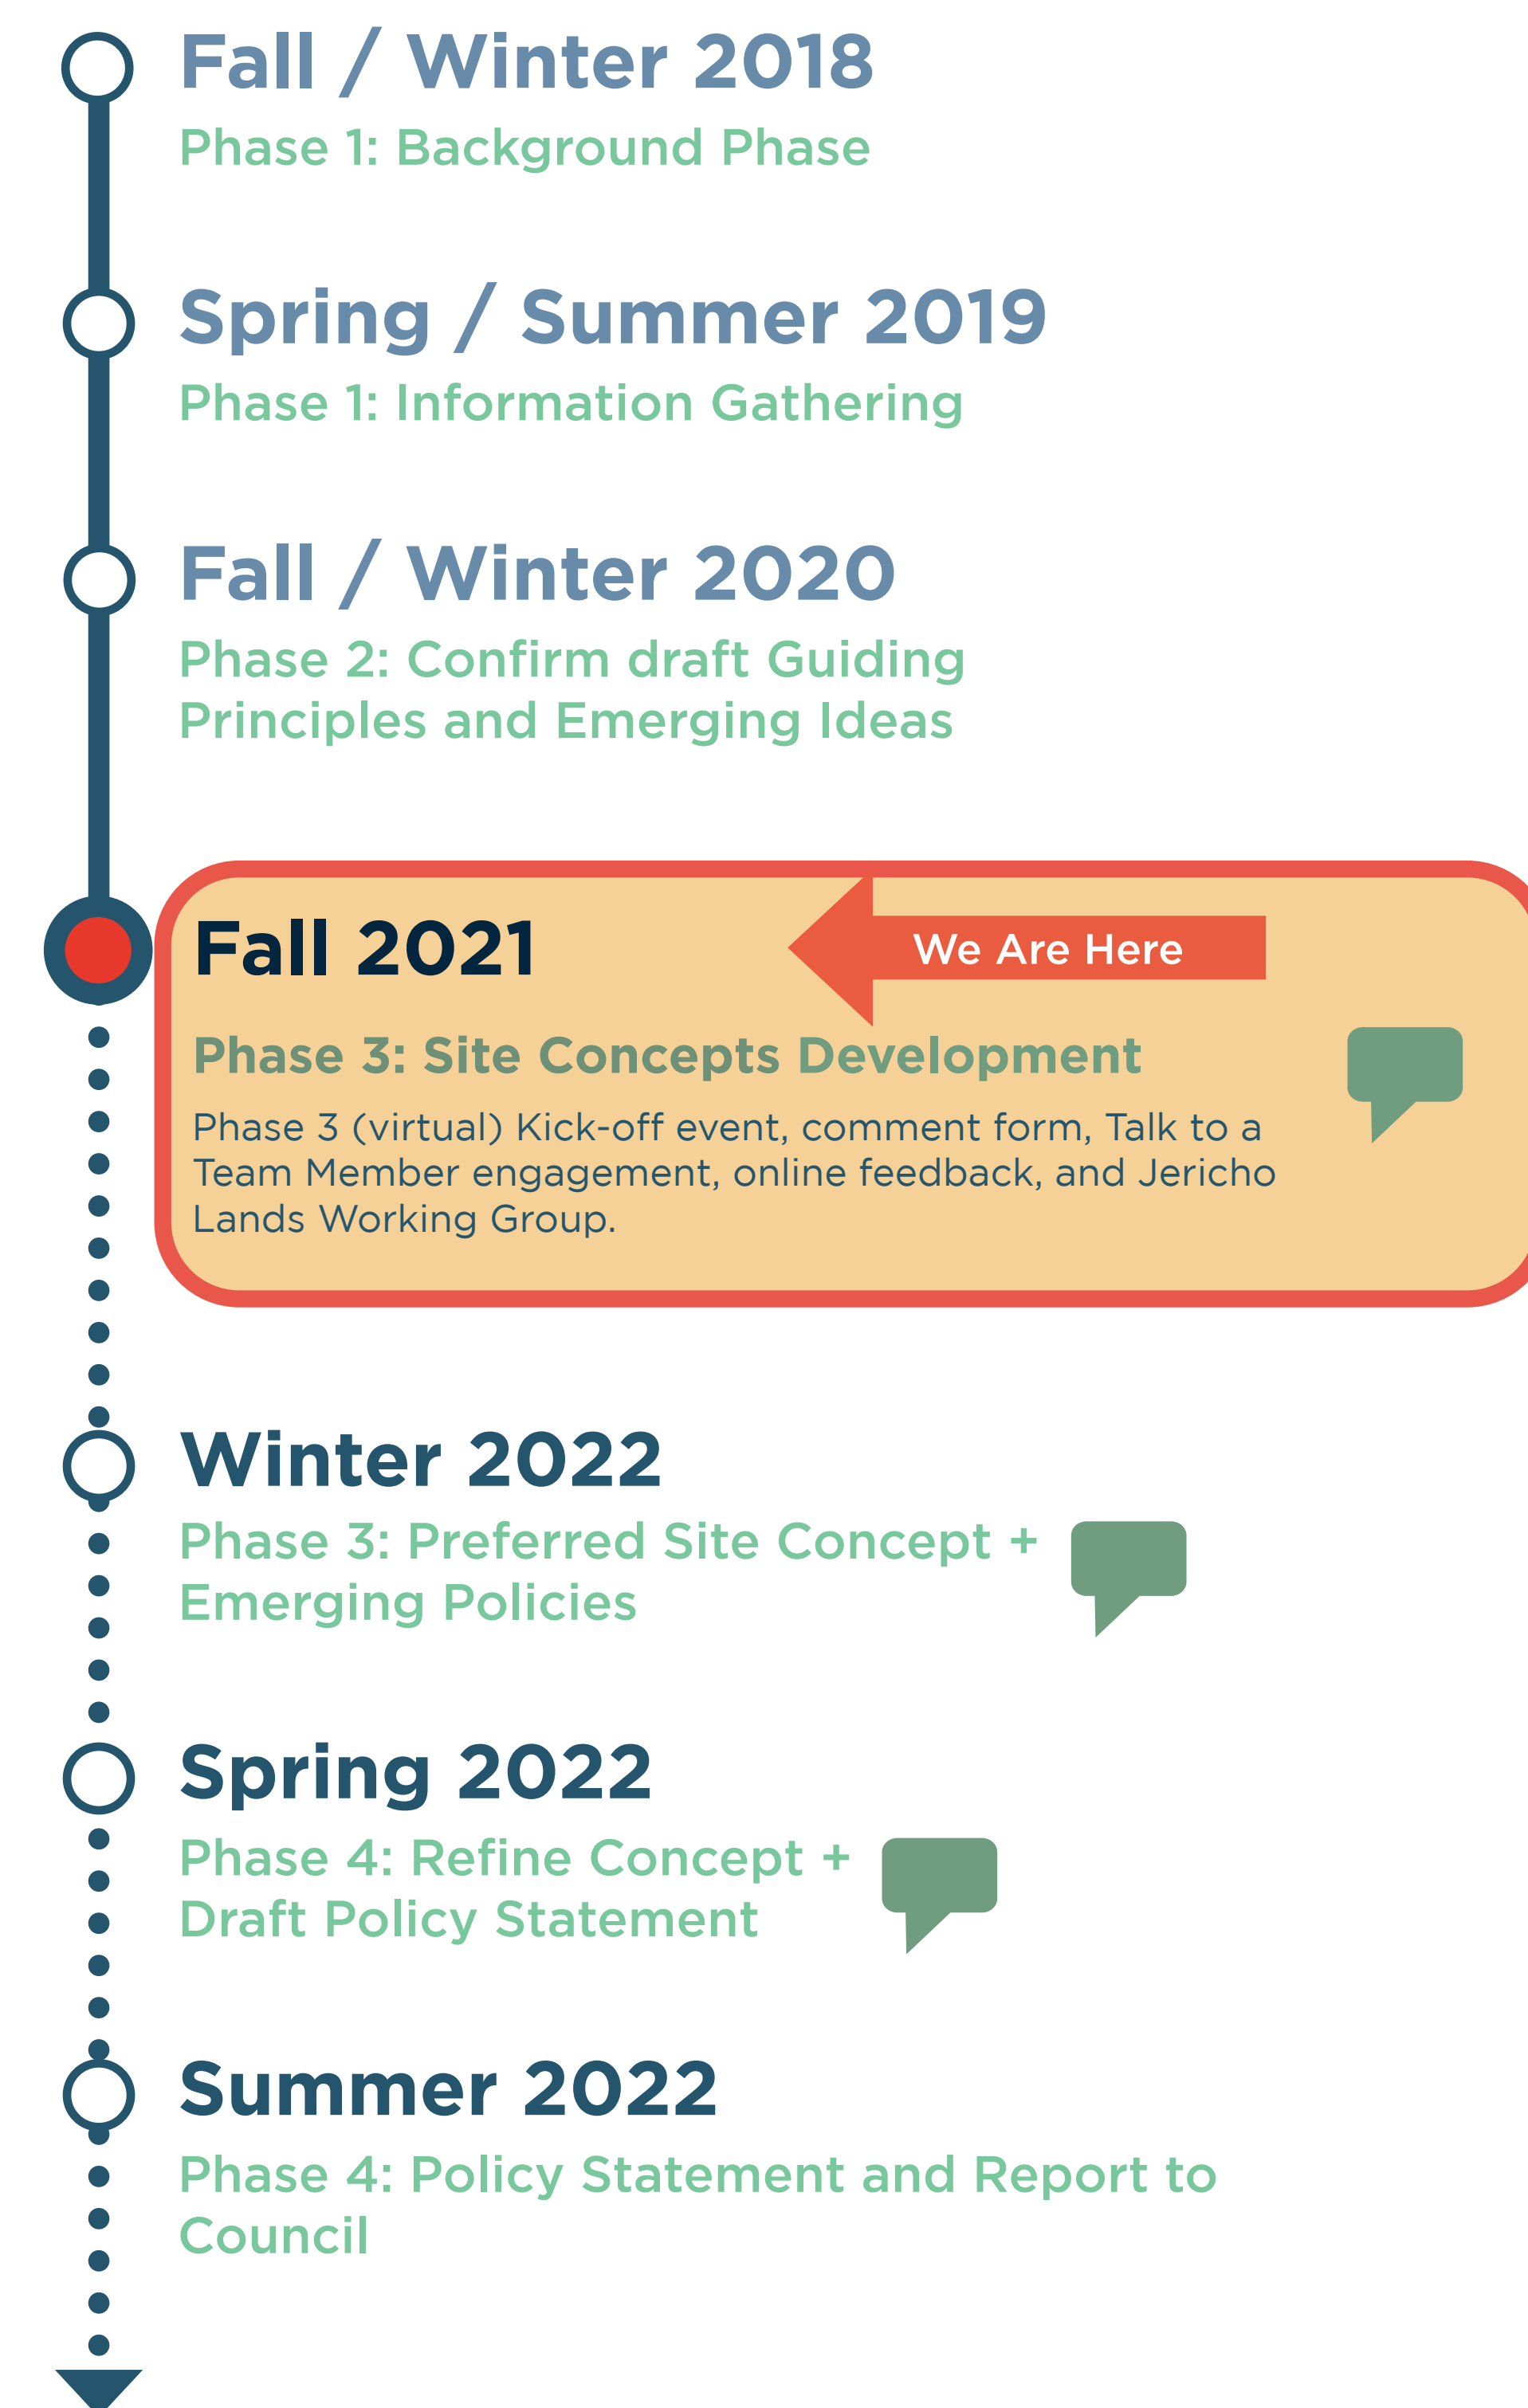 Fall / Winter 2018
Phase 1: Background Phase
Spring / Summer 2019
Phase 1: Information Gathering
Fall / Winter 2020
Phase 2: Confirm draft Guiding
Principles and Emerging Ideas
Fall 2021
We Are Here
Phase 3: Site Concepts Development
Phase 3 (virtual) Kick-off event, comment form, Talk to a
Team Member engagement, online feedback, and Jericho
Lands Working Group.
Winter 2022
Phase 3: Preferred Site Concept +
Emerging Policies
Spring 2022
Phase 4: Refine Concept +
Draft Policy Statement
Summer 2022
Phase 4: Policy Statement and Report to
Council